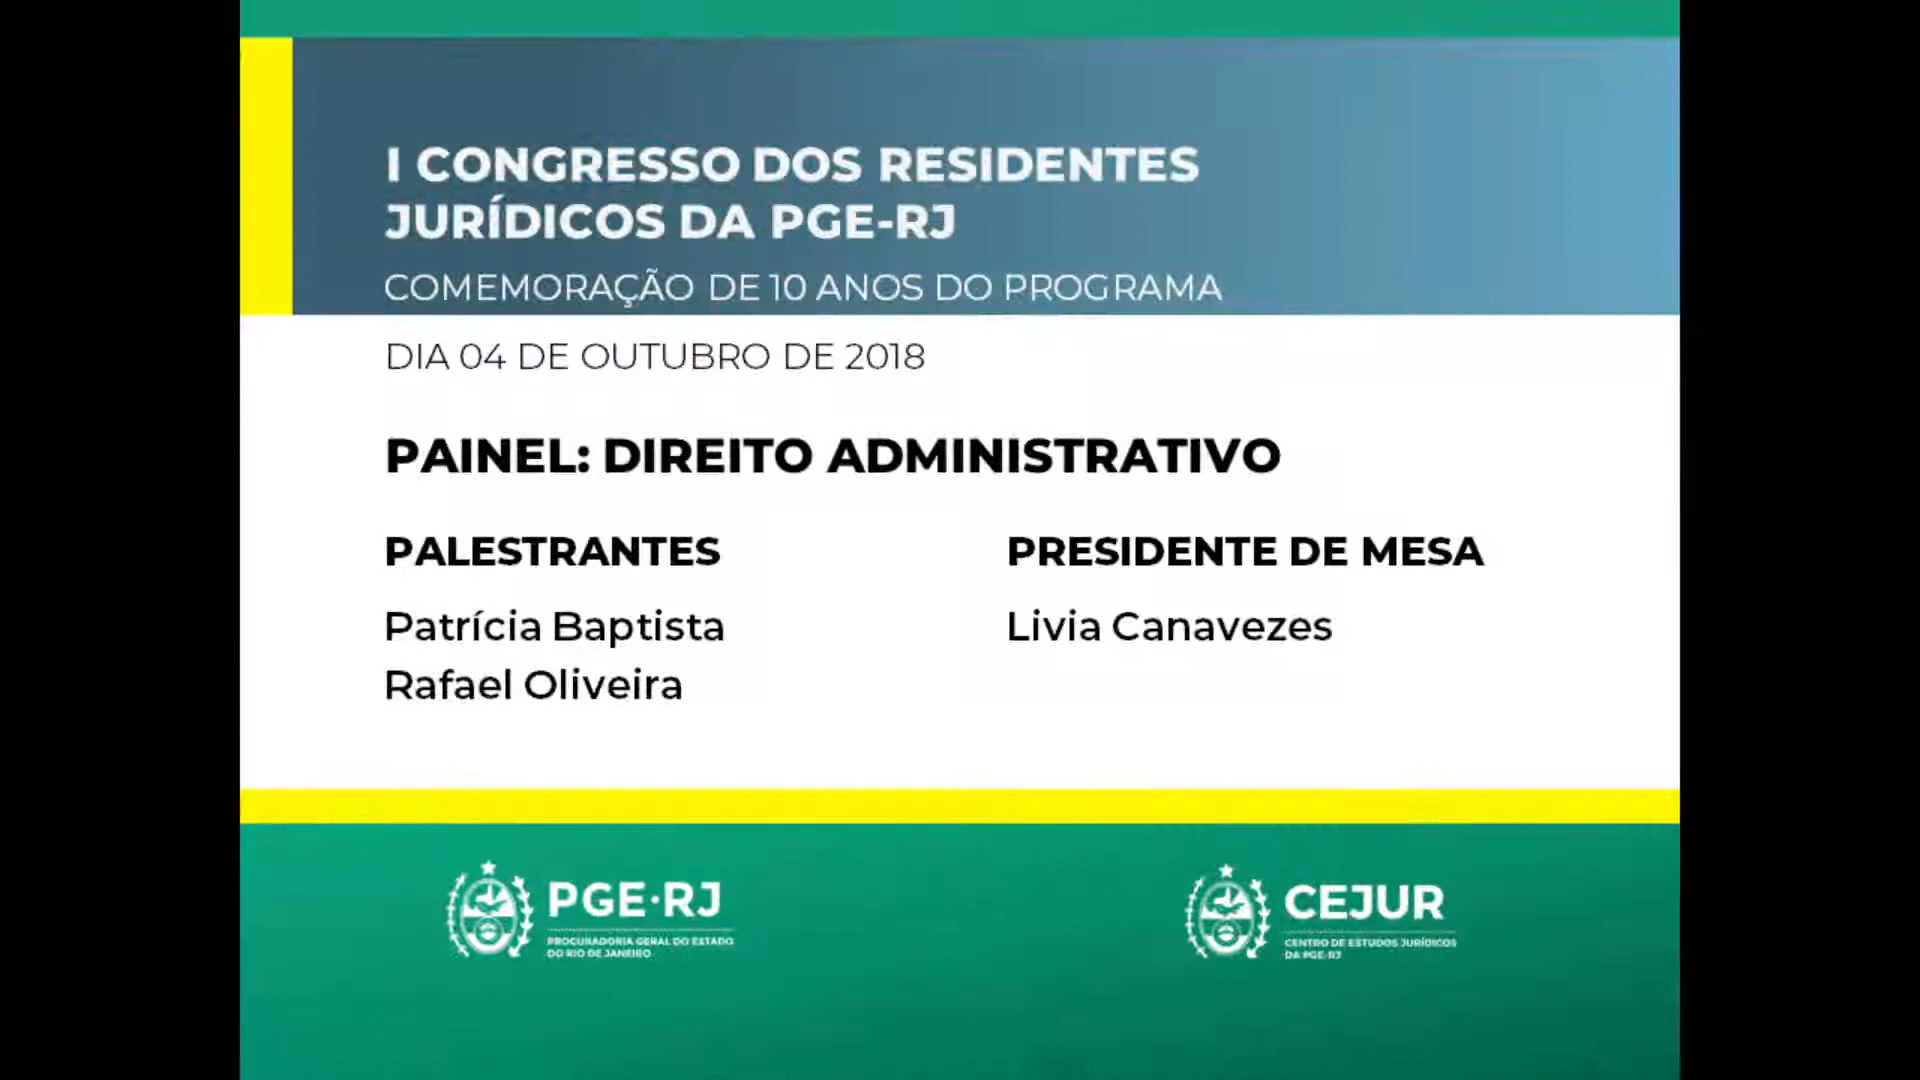 I CONGRESSO DOS RESIDENTES
JURÍDICOS DA PGE-RJ
COMEMORAÇÃO DE 10 ANOS DO PROGRAMA
DIA 04 DE OUTUBRO DE 2018
PAINEL: DIREITO ADMINISTRATIVO
PALESTRANTES
Patrícia Baptista
Rafael Oliveira
PRESIDENTE DE MESA
Livia Canavezes
PGE·RJ
PROCURADORIA GERAL DO ESTADO
DO RIO DE JANEIRO
CEJUR
CENTRO DE ESTUDOS JURÍDICOS
DA PGE-RJ